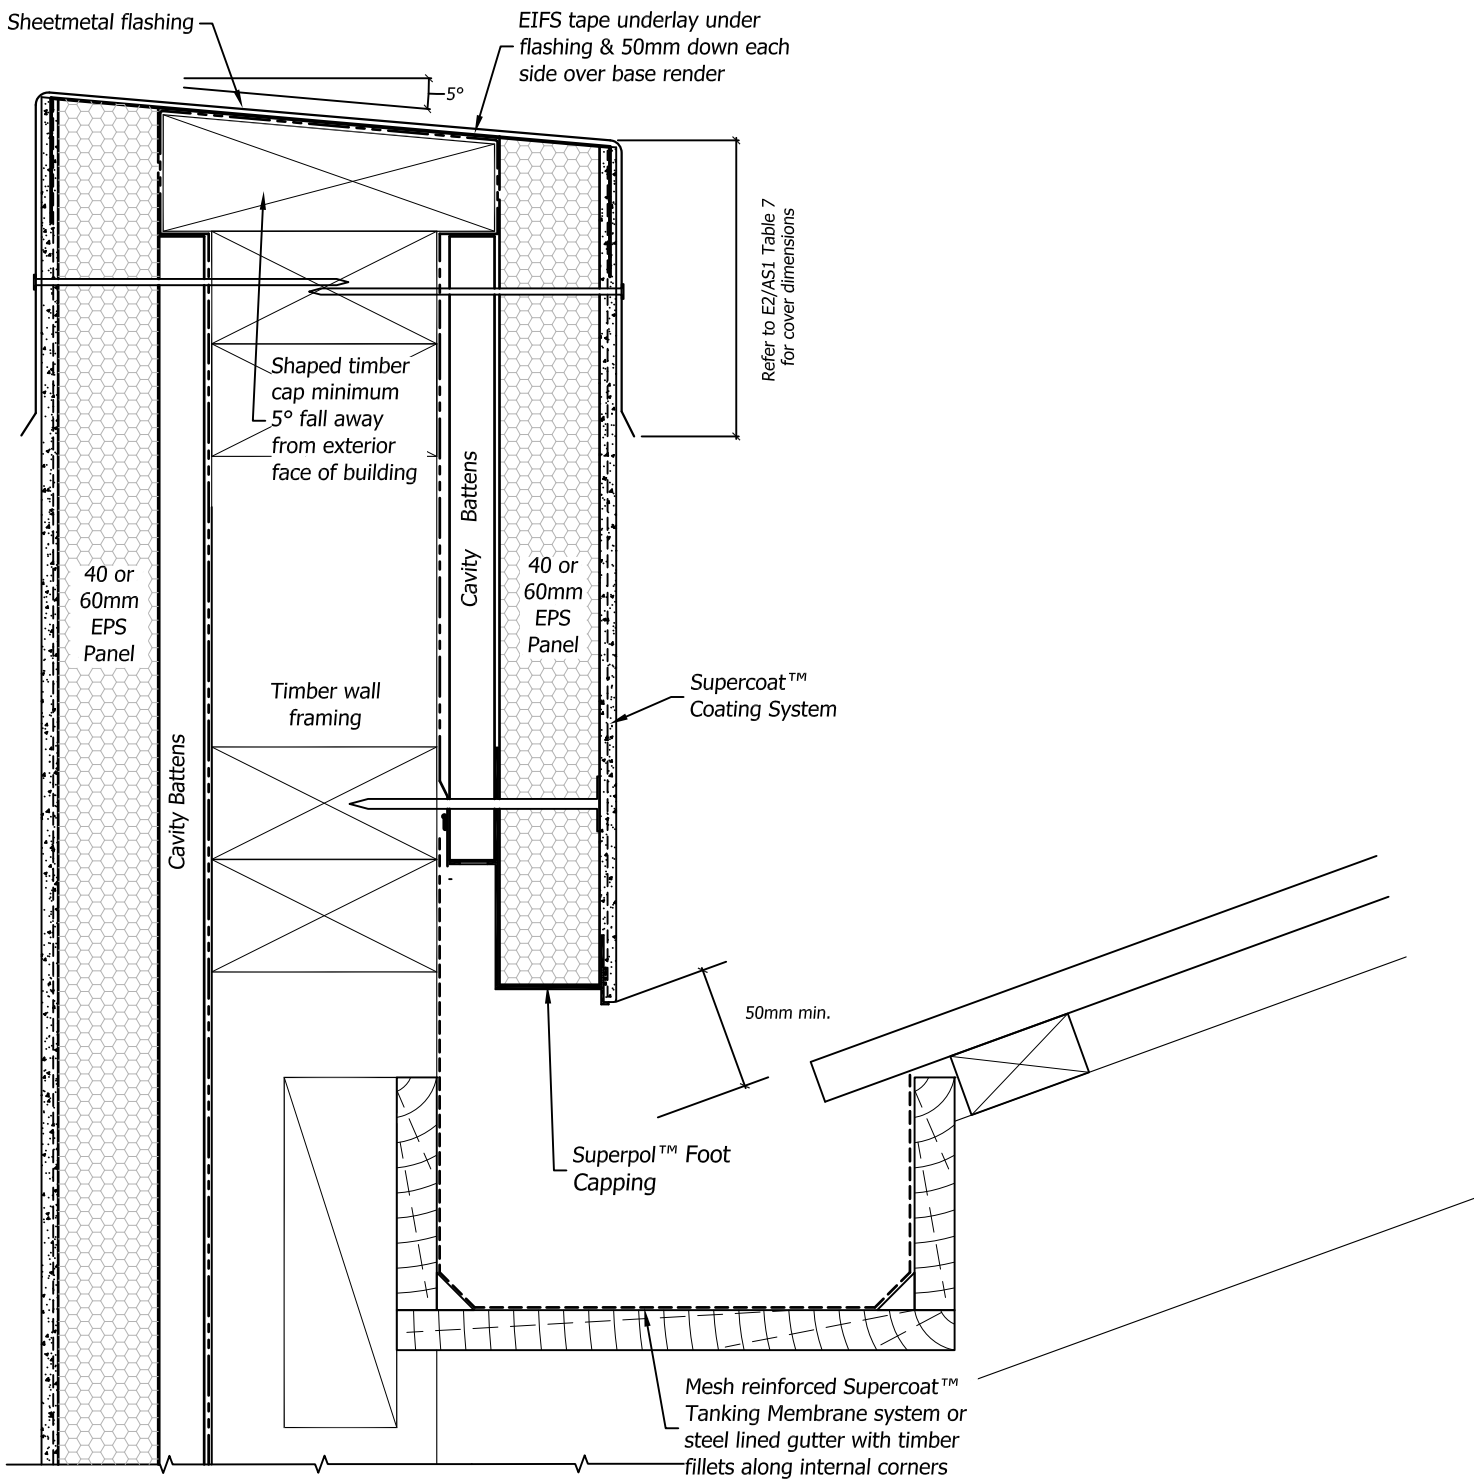 Sheetmetal flashing
EIFS tape underlay under
flashing & 50mm down each
side over base render
5°
Refer to E2/AS1 Table 7
for cover dimensions
Shaped timber
cap minimum
5° fall away
from exterior
face of building
Cavity Battens
40 or
60mm
EPS
Panel
40 or
60mm
EPS
Panel
Timber wall
framing
Supercoat™
Coating System
Cavity Battens
50mm min.
Superpol™ Foot
Capping
Mesh reinforced Supercoat™
Tanking Membrane system or
steel lined gutter with timber
fillets along internal corners